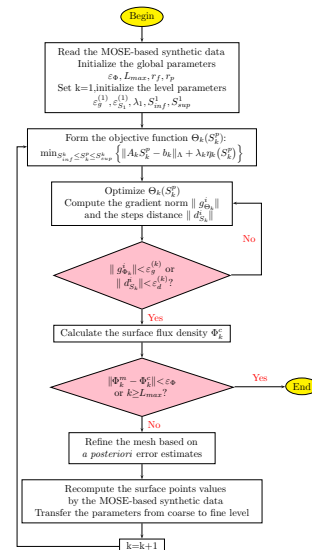 Begin
Read the MOSE-based synthetic data
Initialize the global parameters
ε_Φ, L_max, r_f, r_p
Set k=1,initialize the level parameters
ε_g^(1), ε_{S_1}^(1), λ_1, S_inf^1, S_sup^1
Form the objective function Θ_k(S_k^p):
min_{S_inf^k ≤ S_k^p ≤ S_sup^k} {‖A_k S_k^p − b_k‖_Λ + λ_k η_k(S_k^p)}
Optimize Θ_k(S_k^p)
Compute the gradient norm ‖ g_{Θ_k}^i ‖
and the steps distance ‖ d_{S_k}^i ‖
No
‖ g_{Φ_k}^i ‖<ε_g^(k) or
‖ d_{S_k}^i ‖<ε_d^(k)?
Yes
Calculate the surface flux density Φ_k^c
‖Φ_k^m − Φ_k^c‖<ε_Φ
or k≥L_max?
Yes
End
No
Refine the mesh based on
a posteriori error estimates
Recompute the surface points values
by the MOSE-based synthetic data
Transfer the parameters from coarse to fine level
k=k+1